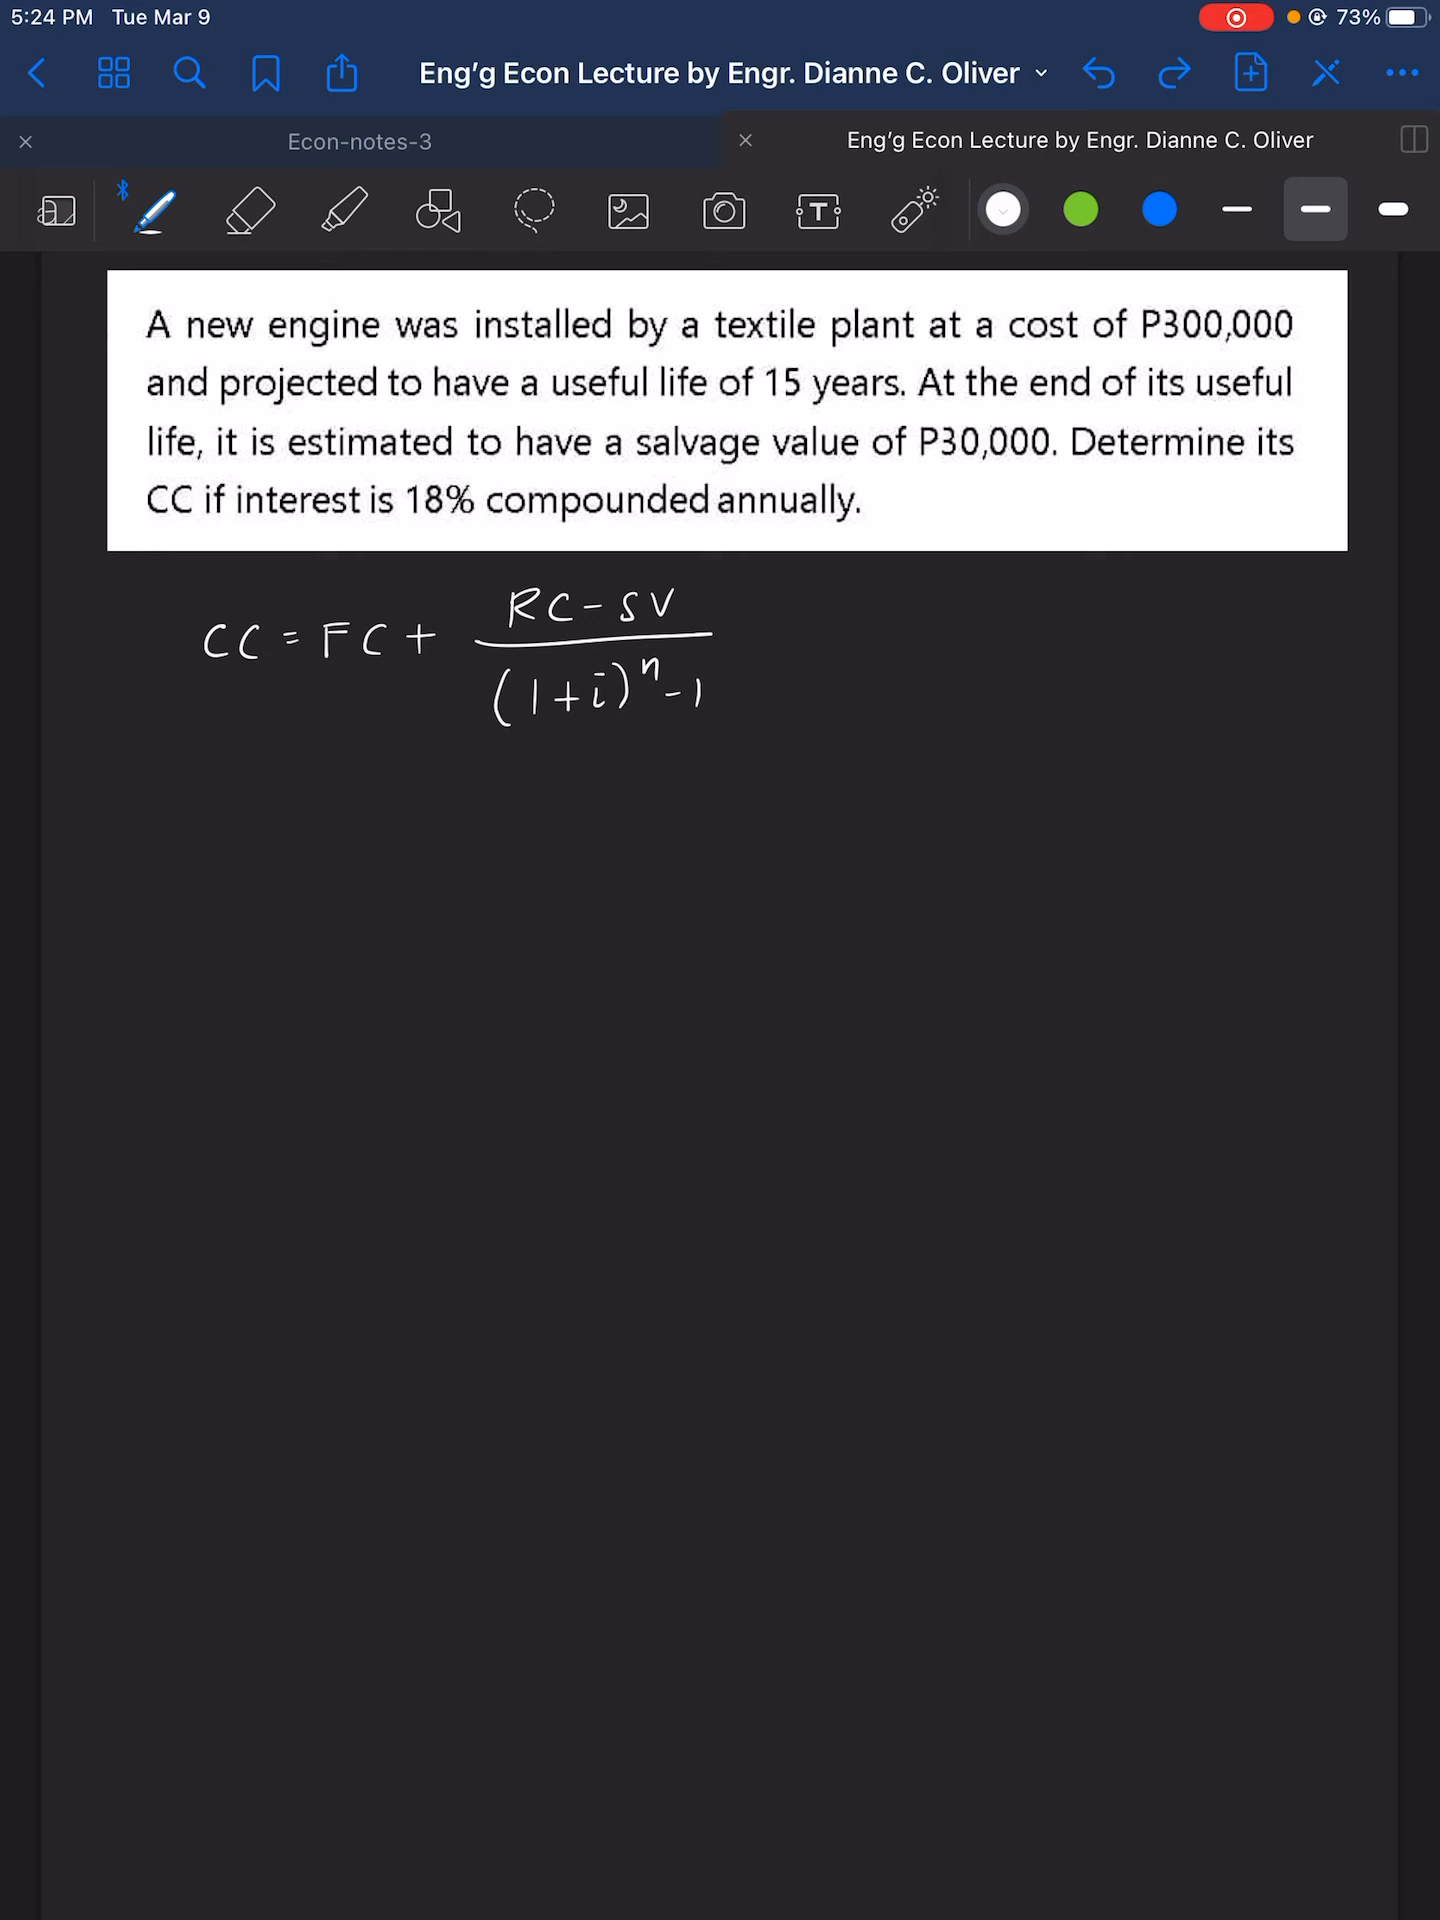 5:24 PM Tue Mar 9
73%
Eng'g Econ Lecture by Engr. Dianne C. Oliver
Econ-notes-3
Eng'g Econ Lecture by Engr. Dianne C. Oliver
A new engine was installed by a textile plant at a cost of P300,000
and projected to have a useful life of 15 years. At the end of its useful
life, it is estimated to have a salvage value of P30,000. Determine its
CC if interest is 18% compounded annually.
RC-SV
CC = FC +
(1+i)ⁿ-1